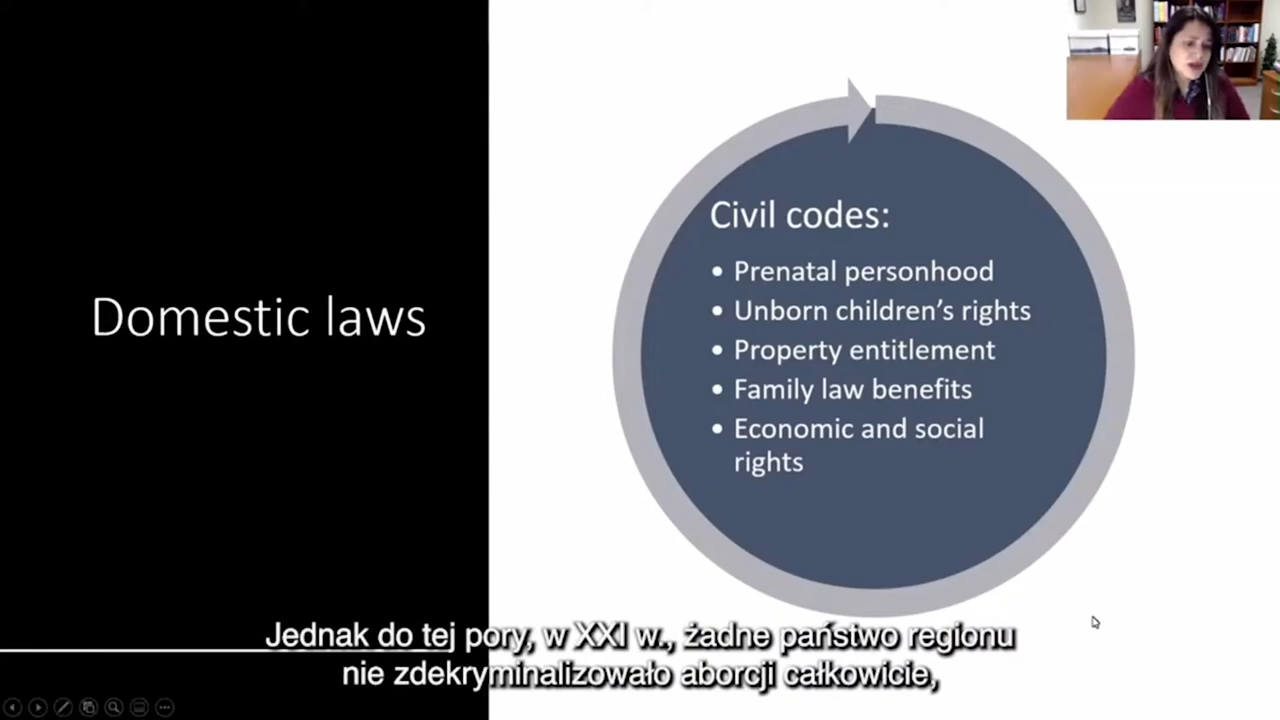 Domestic laws
Civil codes:
• Prenatal personhood
• Unborn children's rights
• Property entitlement
• Family law benefits
• Economic and social
rights
Jednak do tej pory, w XXI w., żadne państwo regionu
nie zdekryminalizowało aborcji całkowicie,